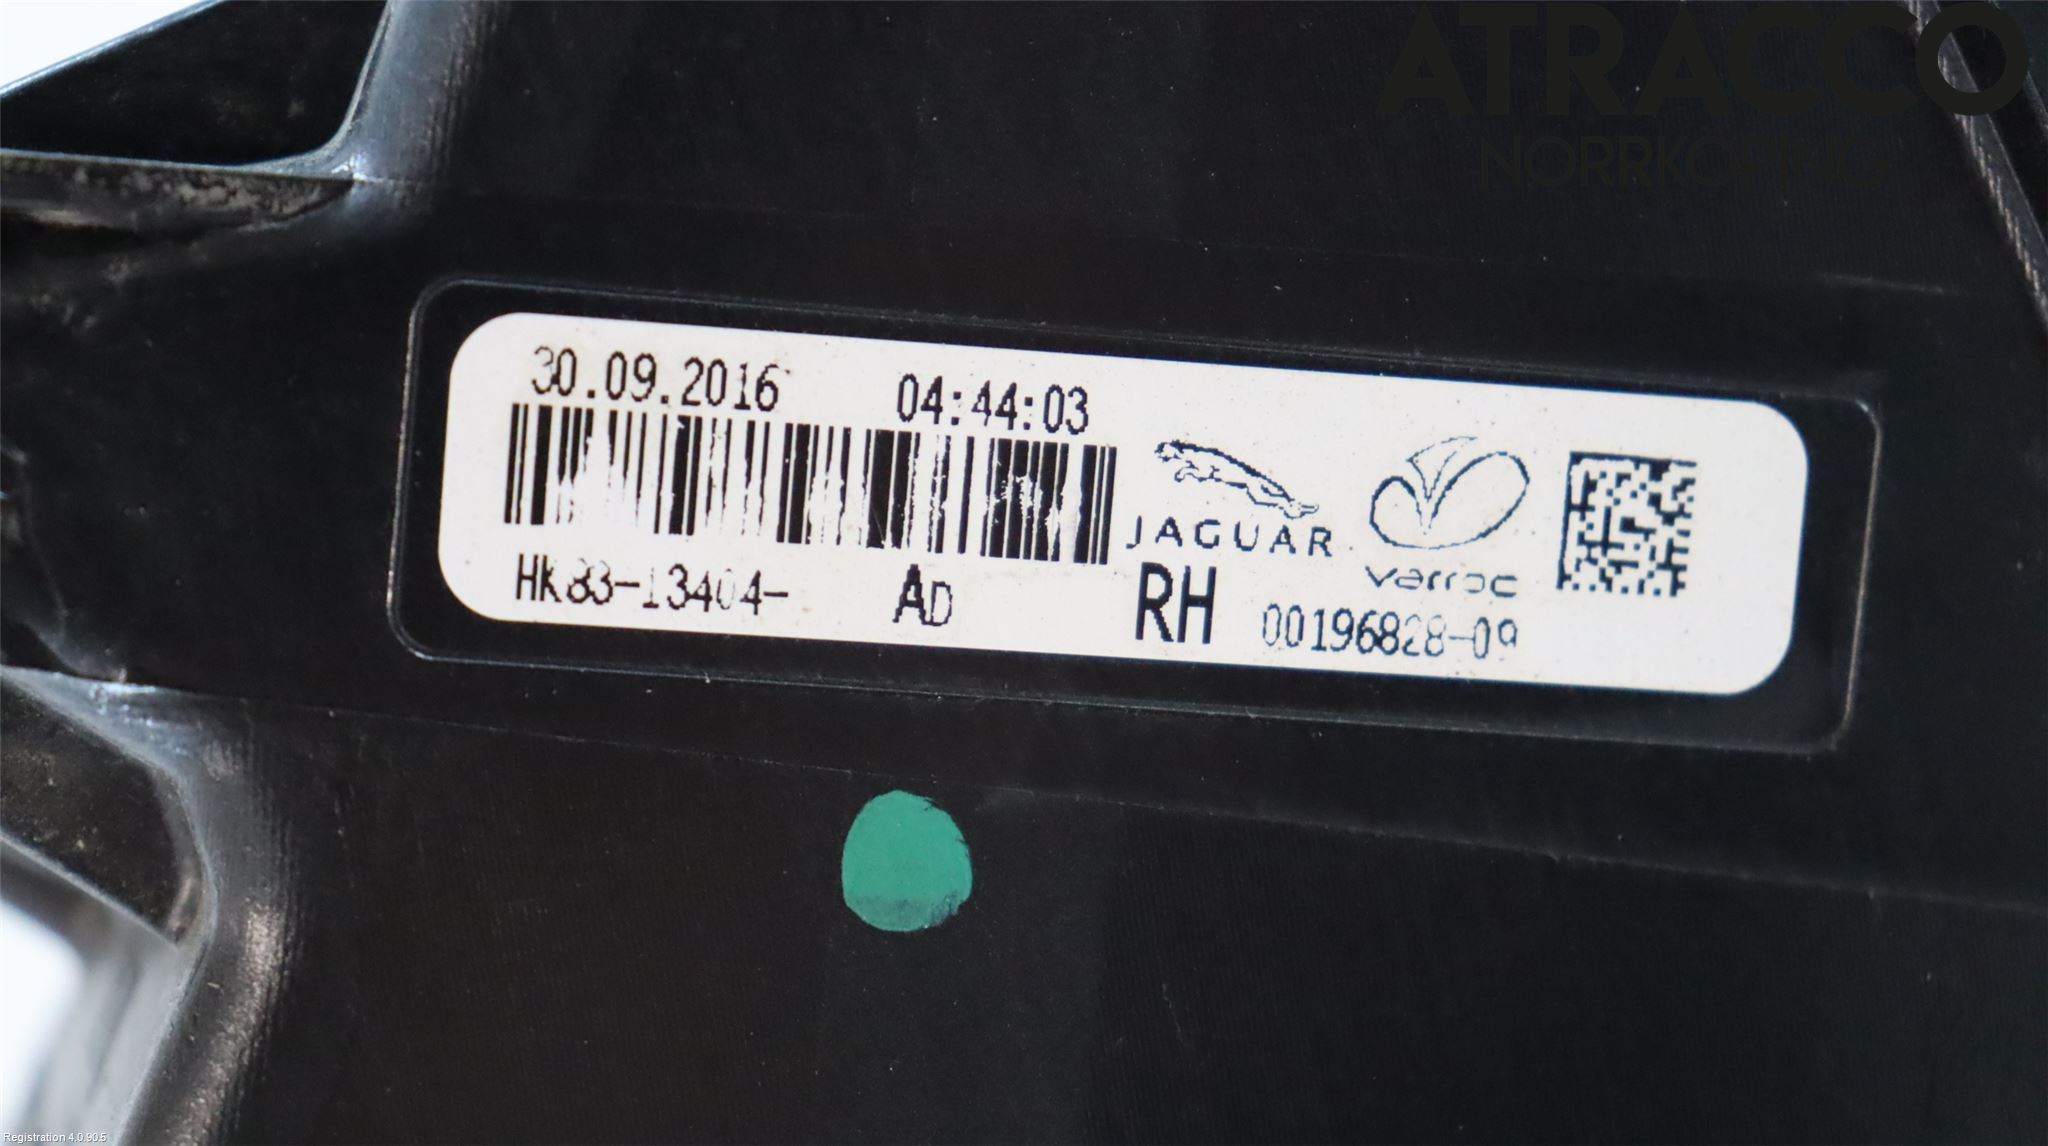 ATRACCO
NORRKÖPING
30.09.2016 04:44:03
JAGUAR
varroc
HK83-13404- AD RH 00196828-09
Registration 4.0.90.5